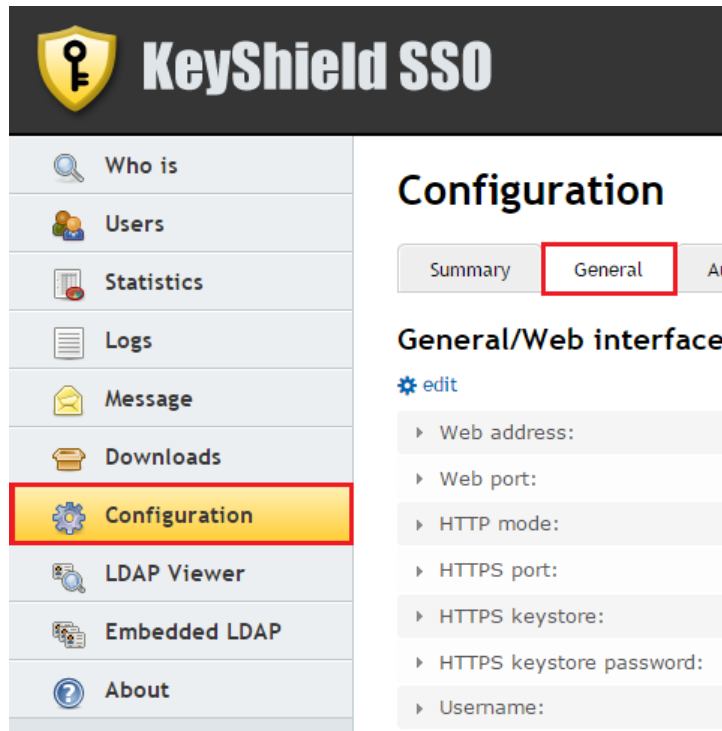 KeyShield SSO
Who is
Users
Statistics
Logs
Message
Downloads
Configuration
LDAP Viewer
Embedded LDAP
About
Configuration
Summary General
General/Web interface
edit
Web address:
Web port:
HTTP mode:
HTTPS port:
HTTPS keystore:
HTTPS keystore password:
Username: